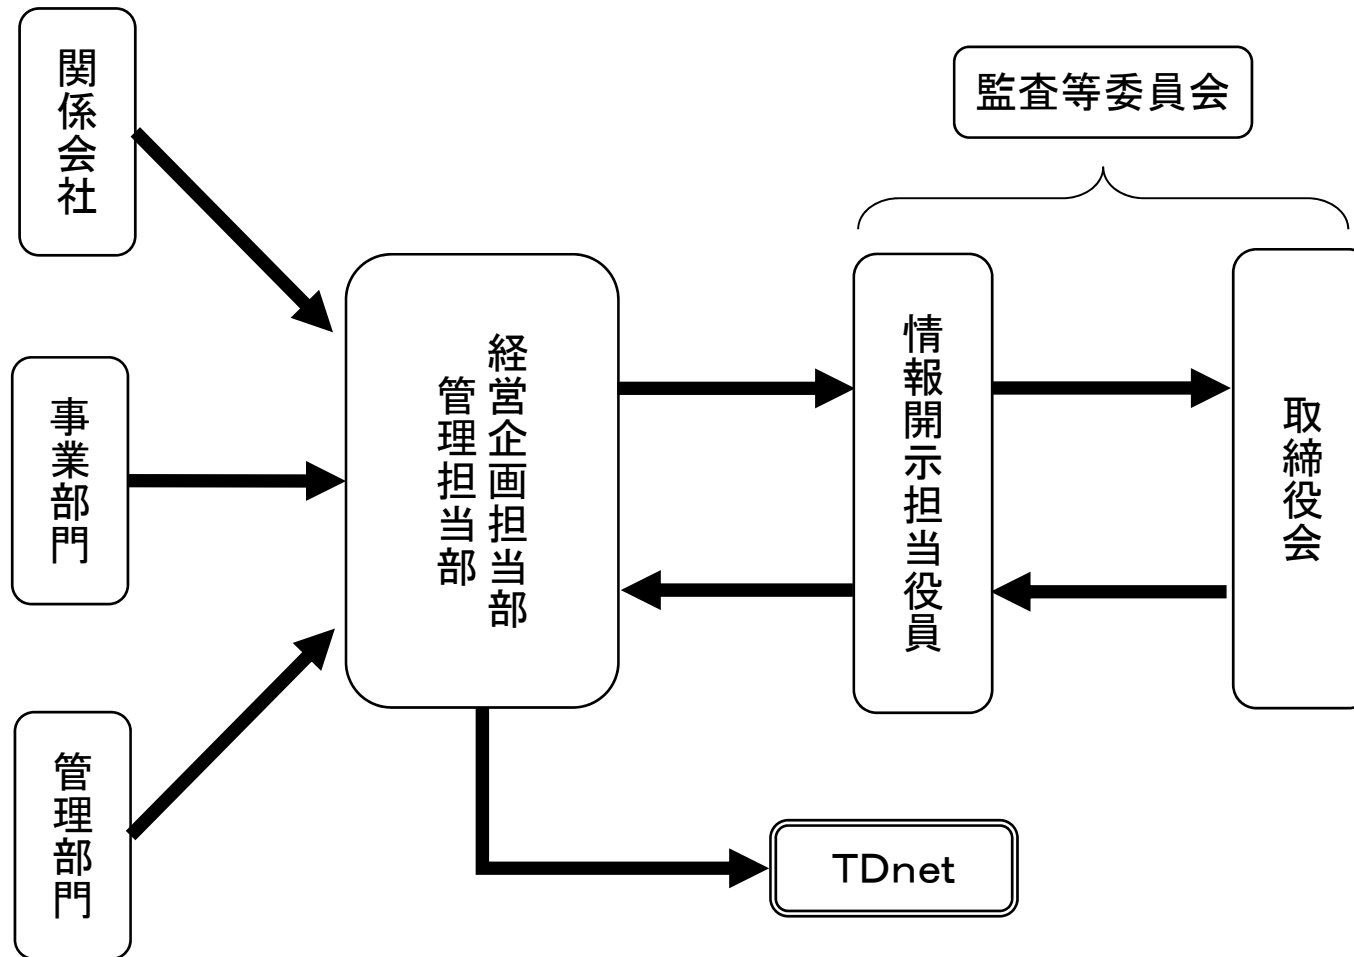 関係会社
監査等委員会
経営企画担当部
管理担当部
情報開示担当役員
取締役会
事業部門
管理部門
TDnet